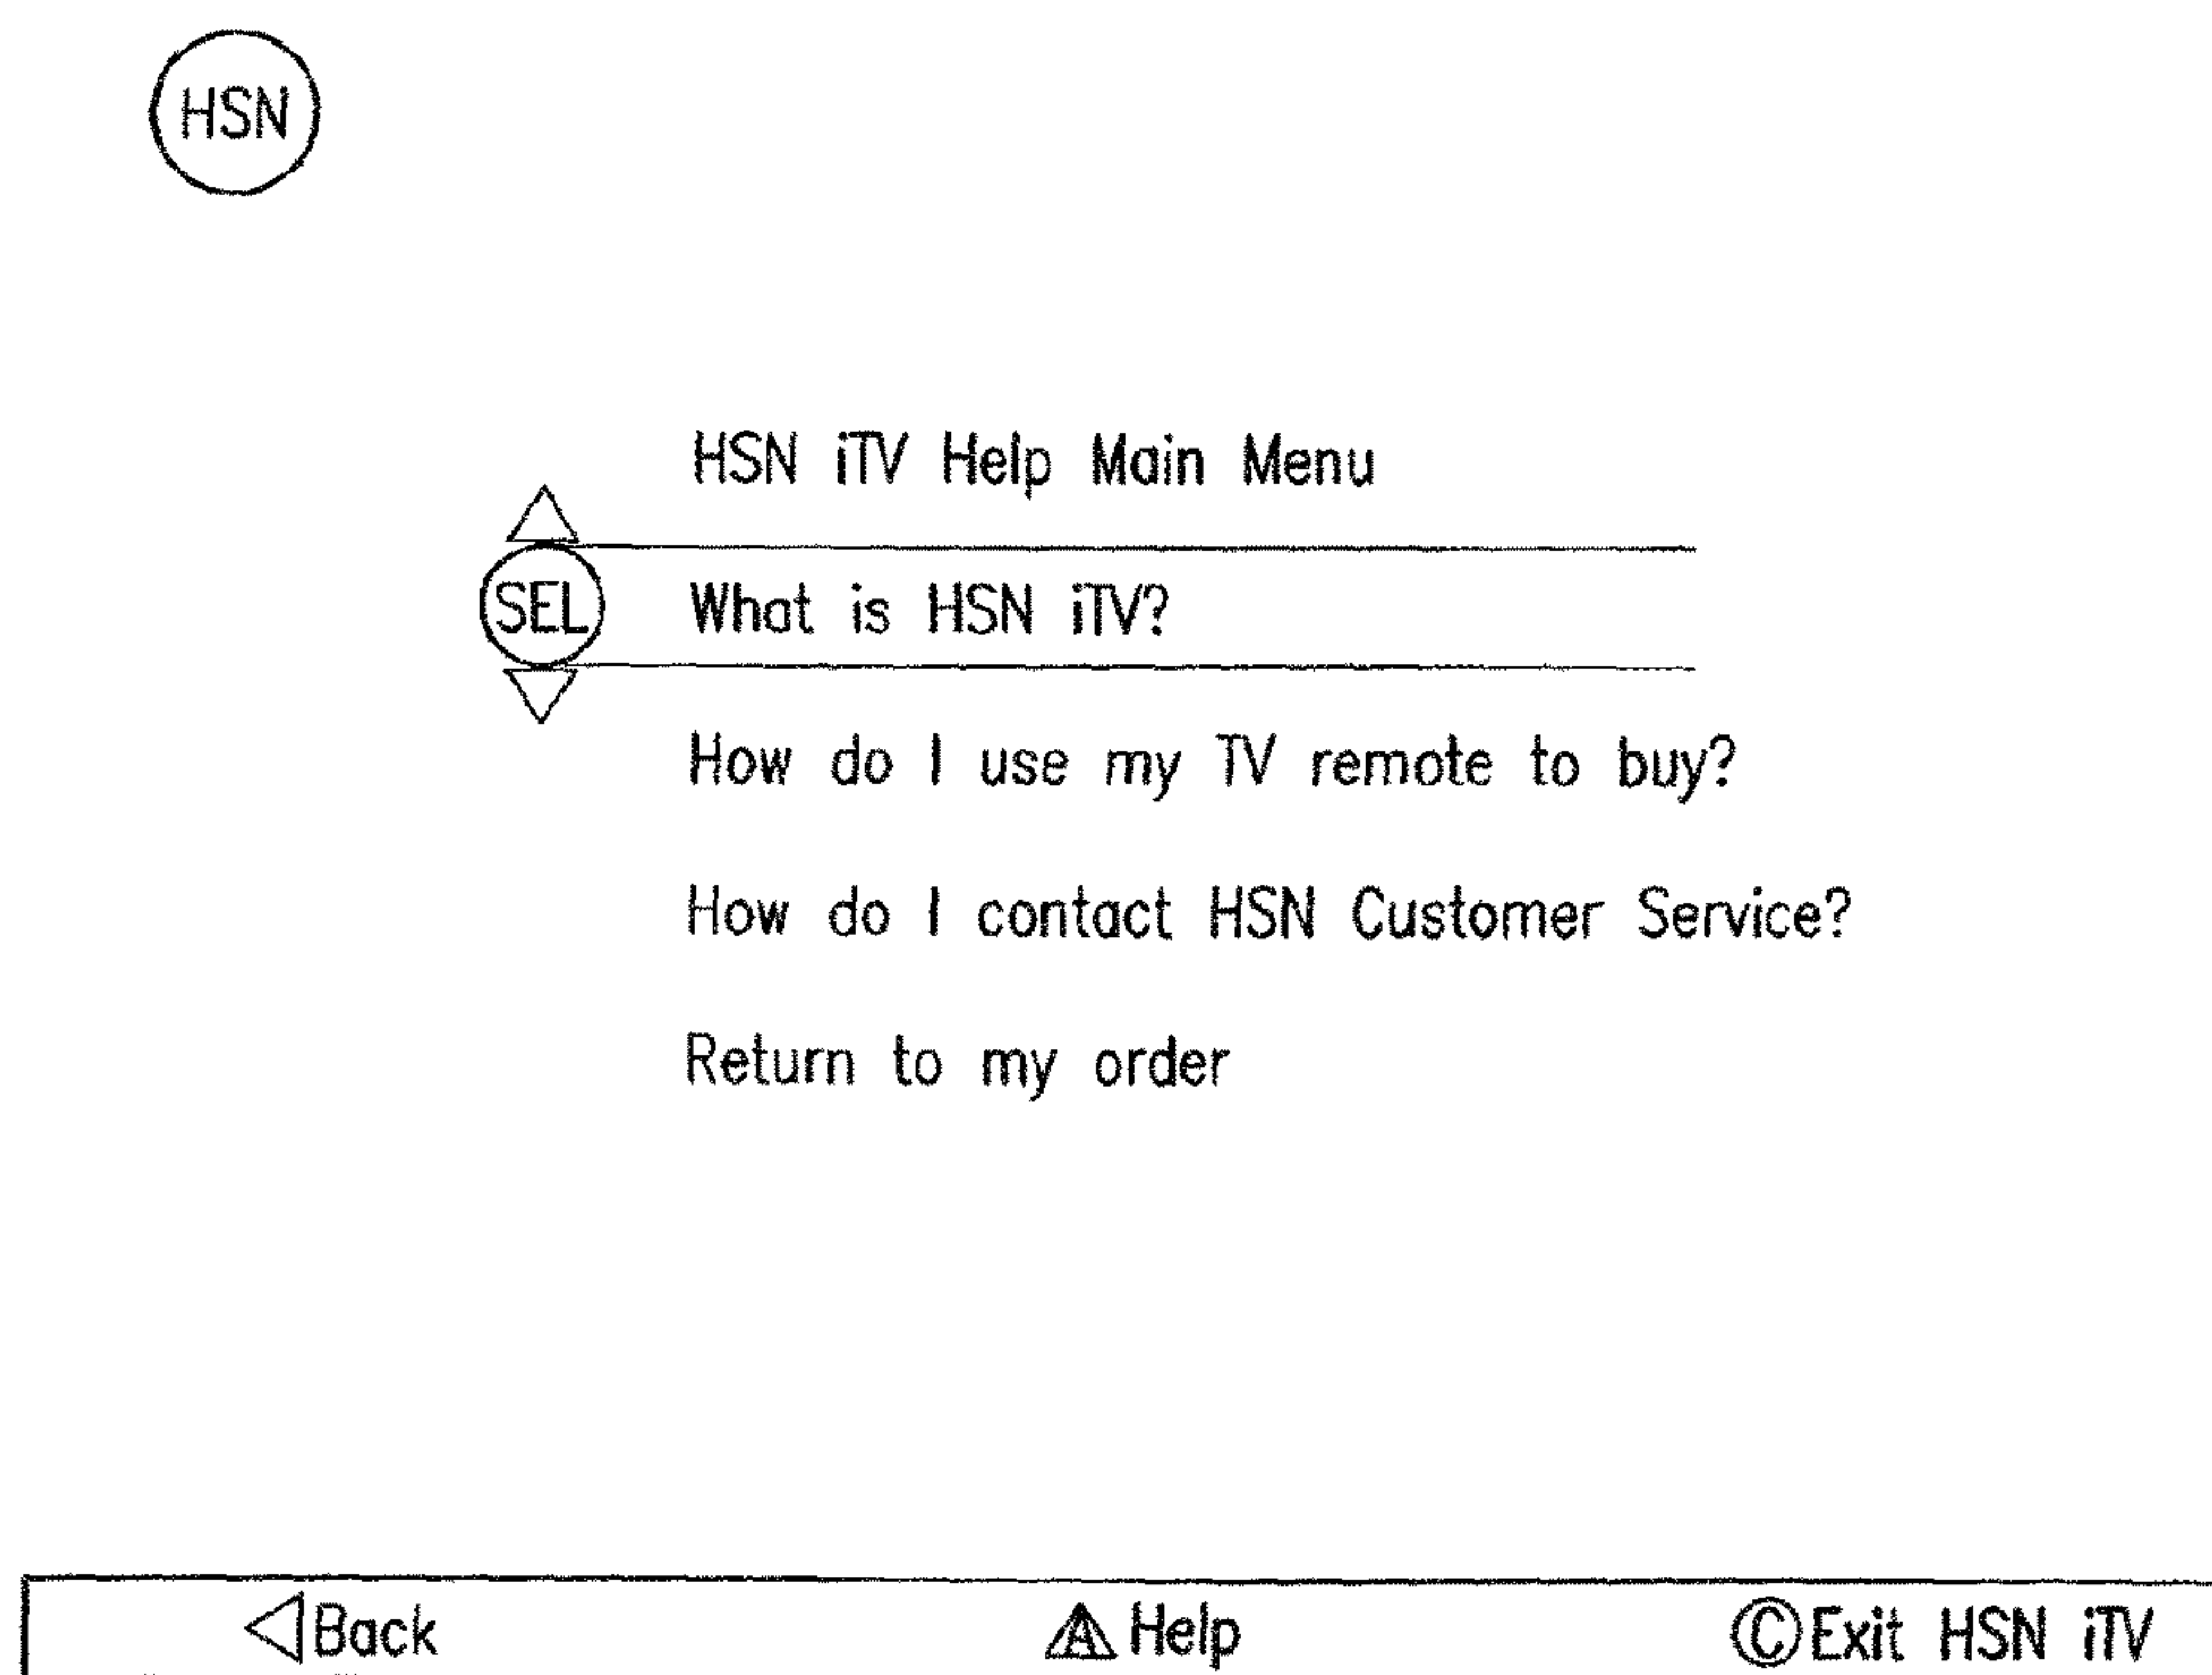 HSN
HSN iTV Help Main Menu
SEL What is HSN iTV?
How do I use my TV remote to buy?
How do I contact HSN Customer Service?
Return to my order
Back A Help C Exit HSN iTV